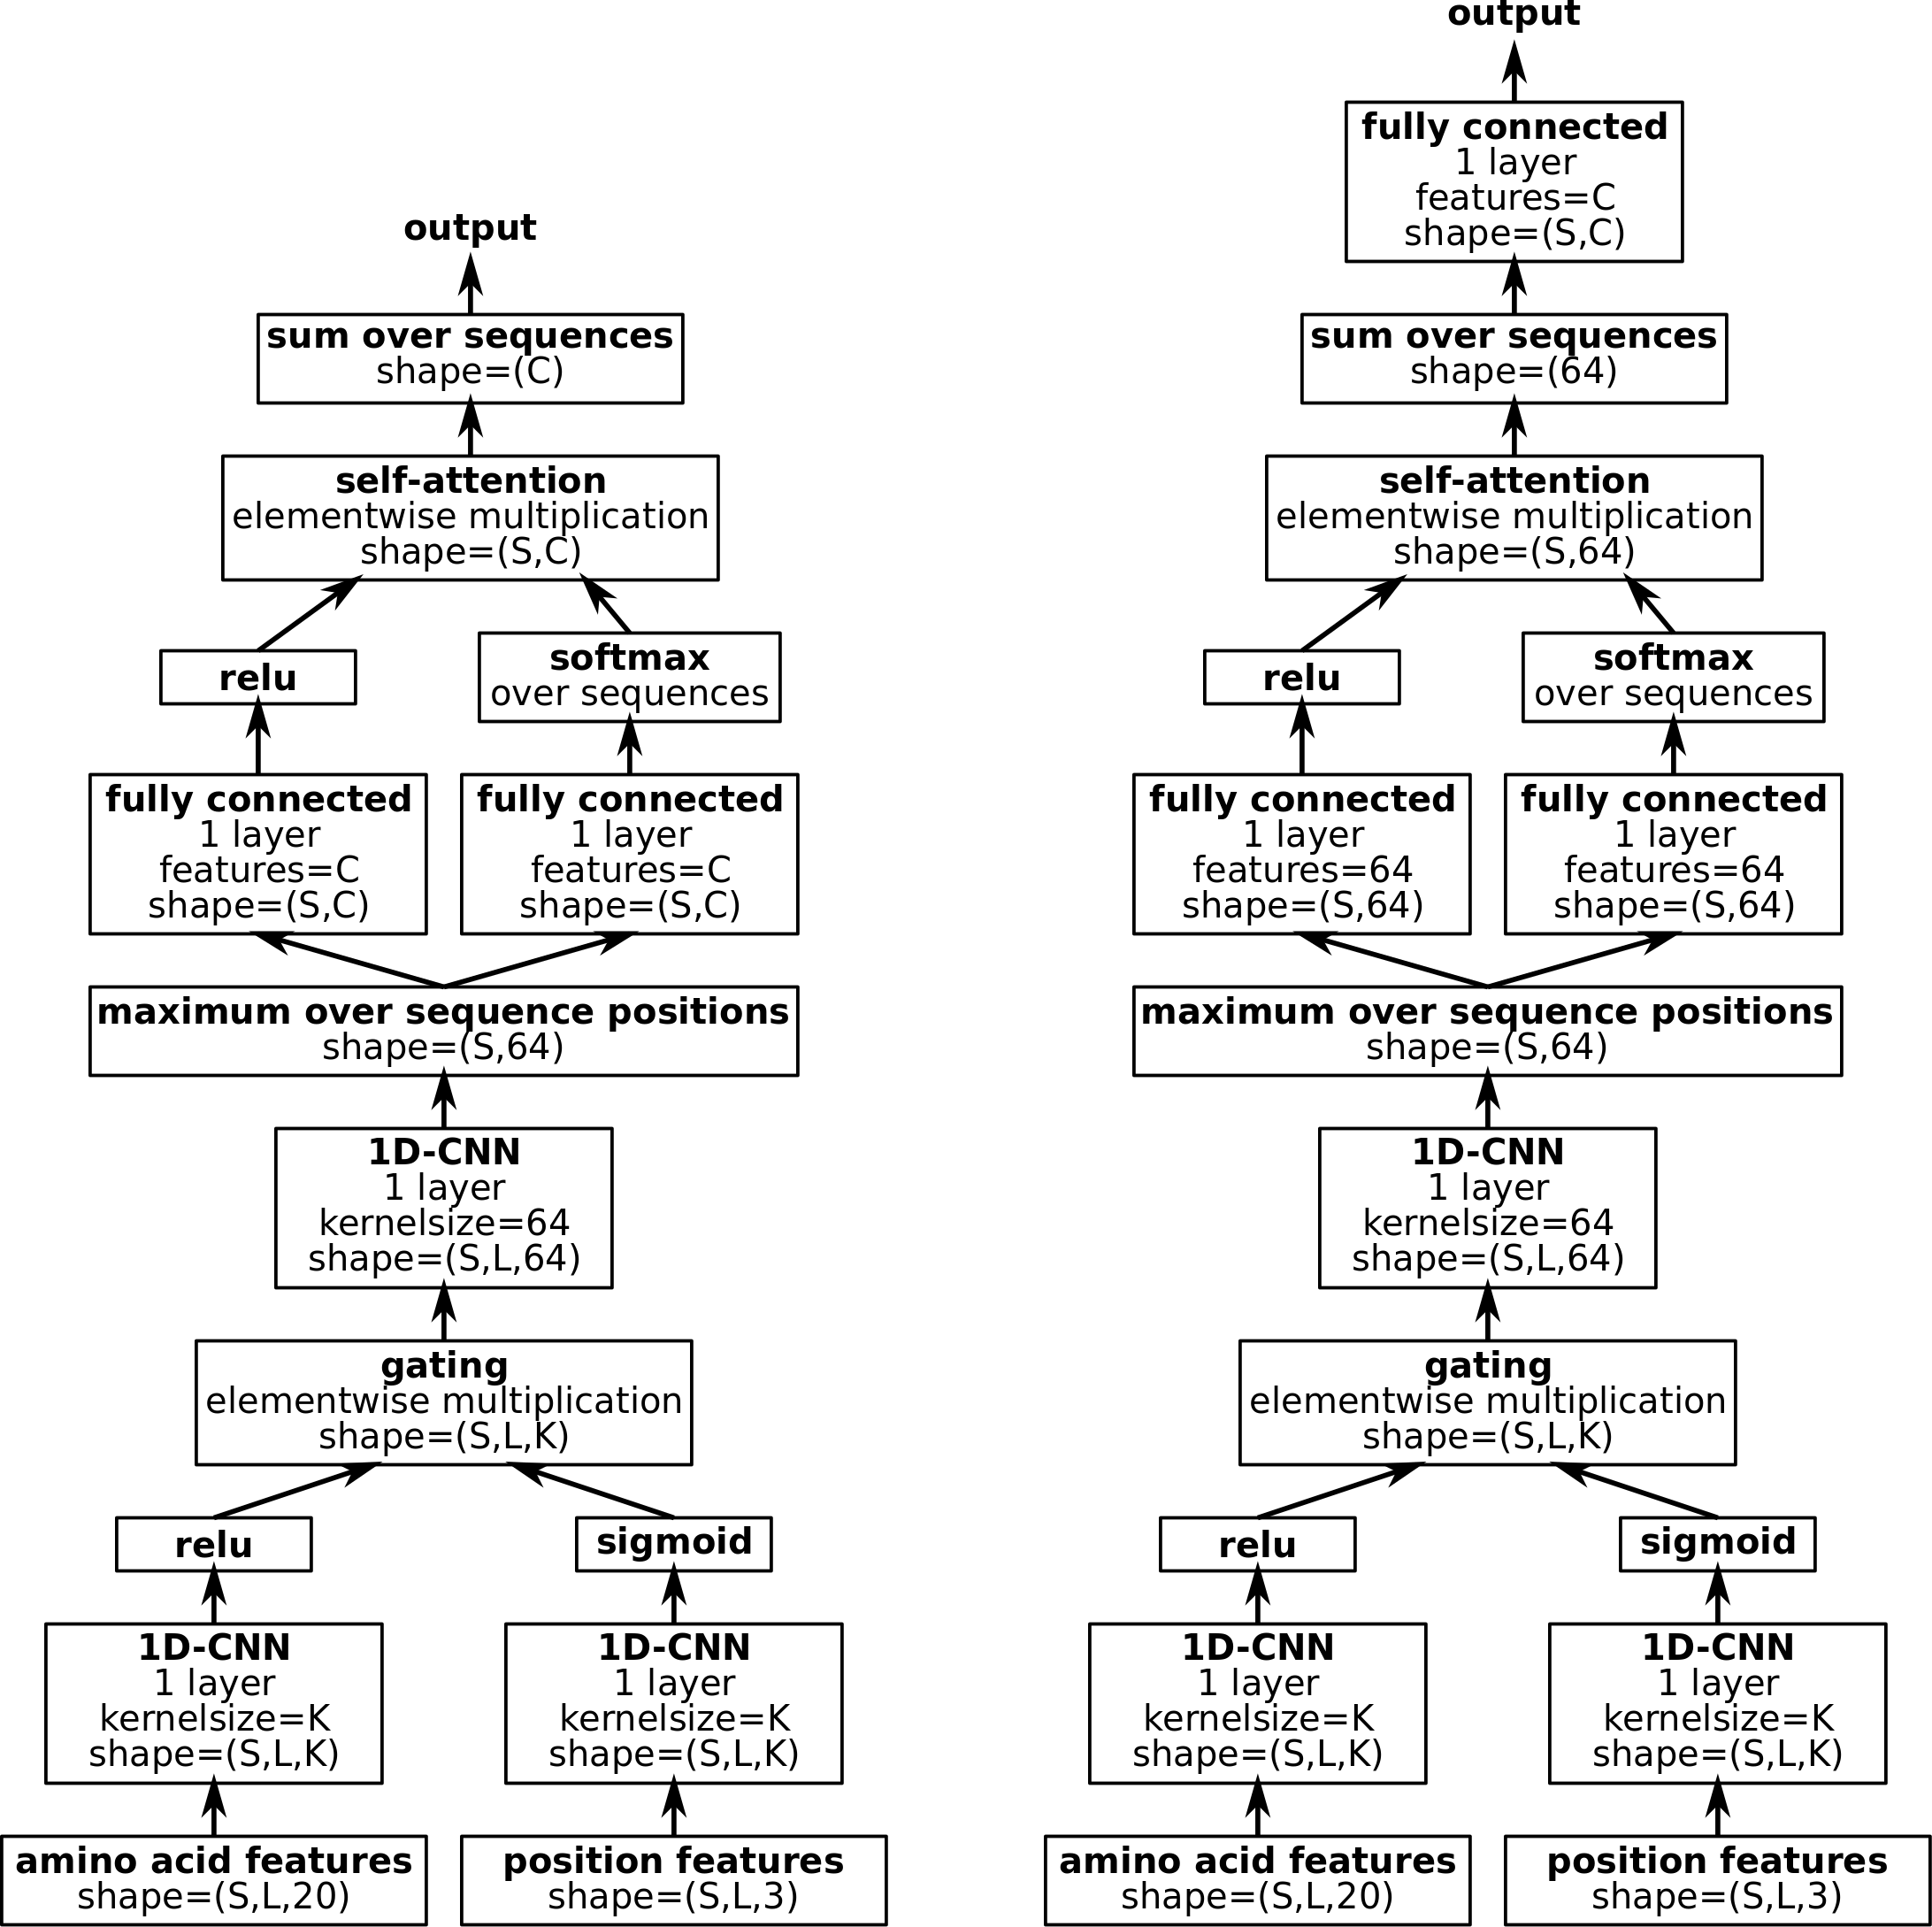 output
sum over sequences
shape=(C)
self-attention
elementwise multiplication
shape=(S,C)
relu
softmax
over sequences
fully connected
1 layer
features=C
shape=(S,C)
fully connected
1 layer
features=C
shape=(S,C)
maximum over sequence positions
shape=(S,64)
1D-CNN
1 layer
kernelsize=64
shape=(S,L,64)
gating
elementwise multiplication
shape=(S,L,K)
relu
sigmoid
1D-CNN
1 layer
kernelsize=K
shape=(S,L,K)
1D-CNN
1 layer
kernelsize=K
shape=(S,L,K)
amino acid features
shape=(S,L,20)
position features
shape=(S,L,3)
output
fully connected
1 layer
features=C
shape=(S,C)
sum over sequences
shape=(64)
self-attention
elementwise multiplication
shape=(S,64)
relu
softmax
over sequences
fully connected
1 layer
features=64
shape=(S,64)
fully connected
1 layer
features=64
shape=(S,64)
maximum over sequence positions
shape=(S,64)
1D-CNN
1 layer
kernelsize=64
shape=(S,L,64)
gating
elementwise multiplication
shape=(S,L,K)
relu
sigmoid
1D-CNN
1 layer
kernelsize=K
shape=(S,L,K)
1D-CNN
1 layer
kernelsize=K
shape=(S,L,K)
amino acid features
shape=(S,L,20)
position features
shape=(S,L,3)